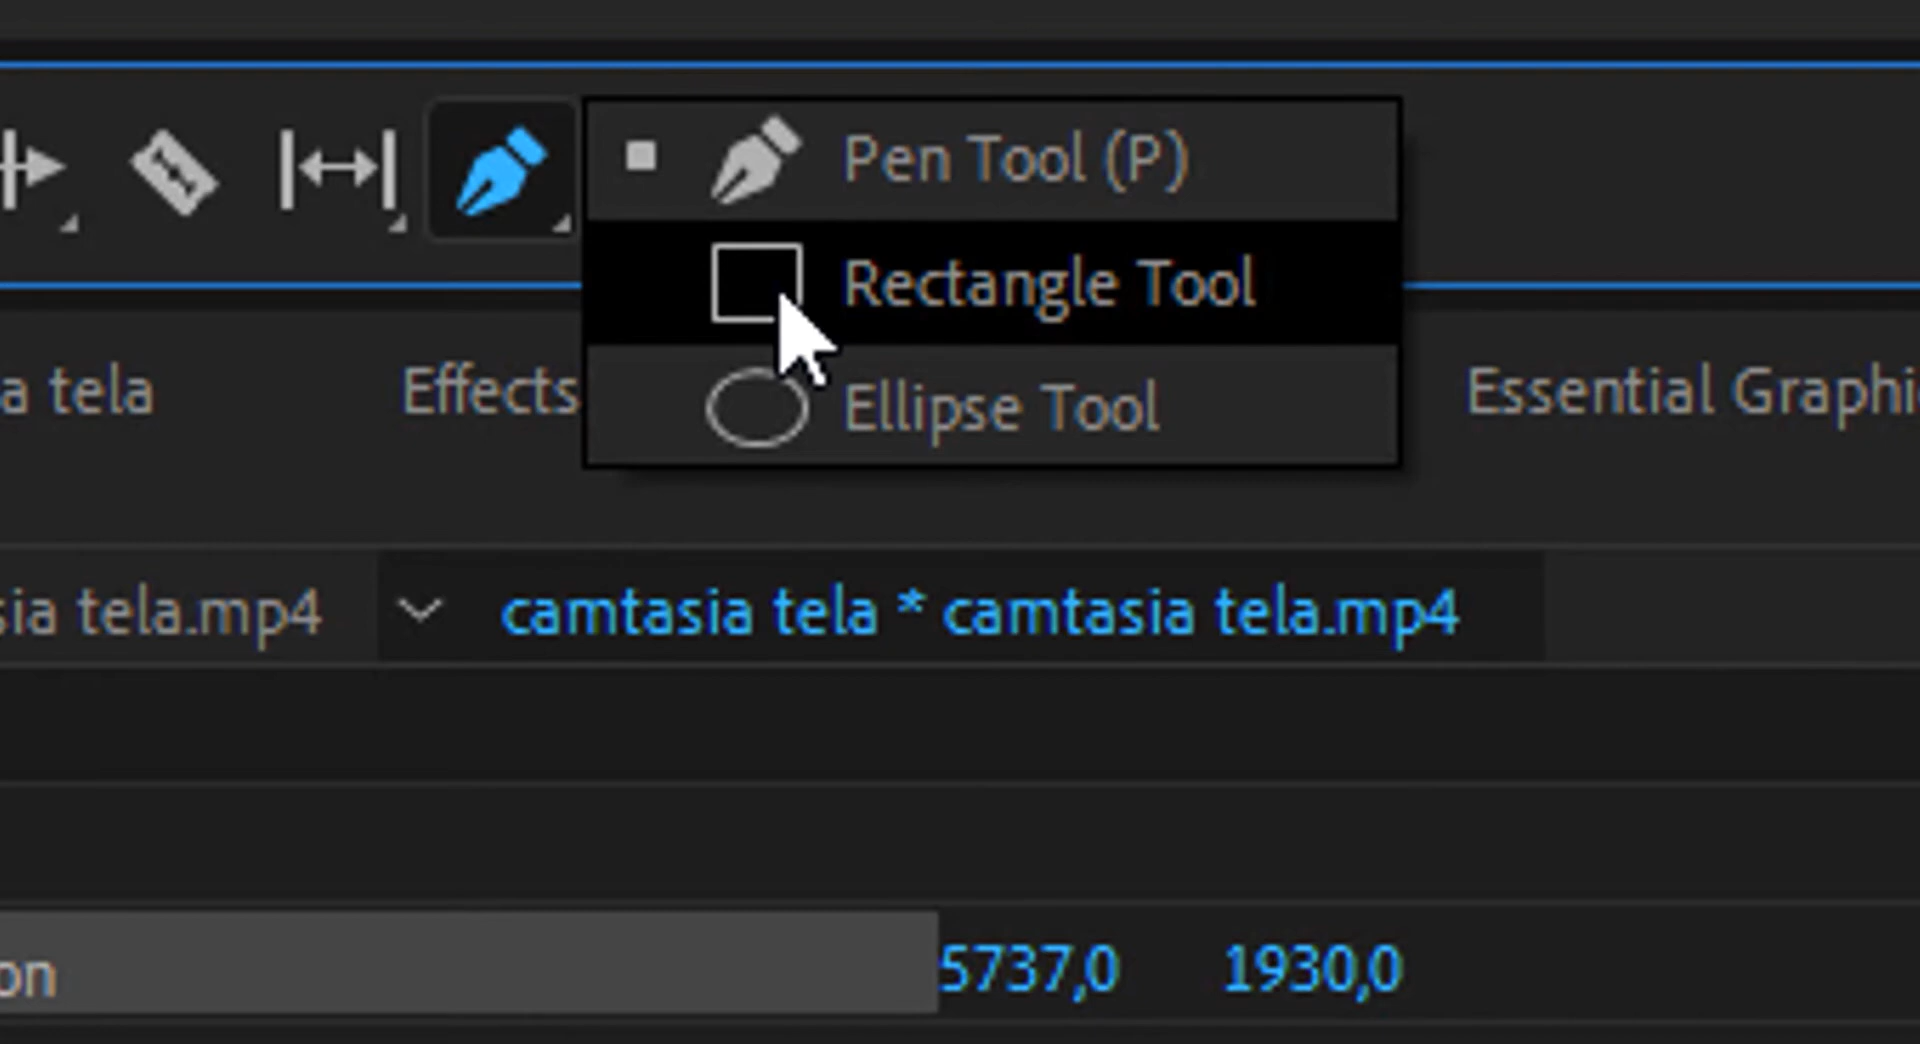 Pen Tool (P)
Rectangle Tool
Ellipse Tool
a tela
Effects
Essential Graphi
sia tela.mp4
camtasia tela * camtasia tela.mp4
on
5737,0
1930,0